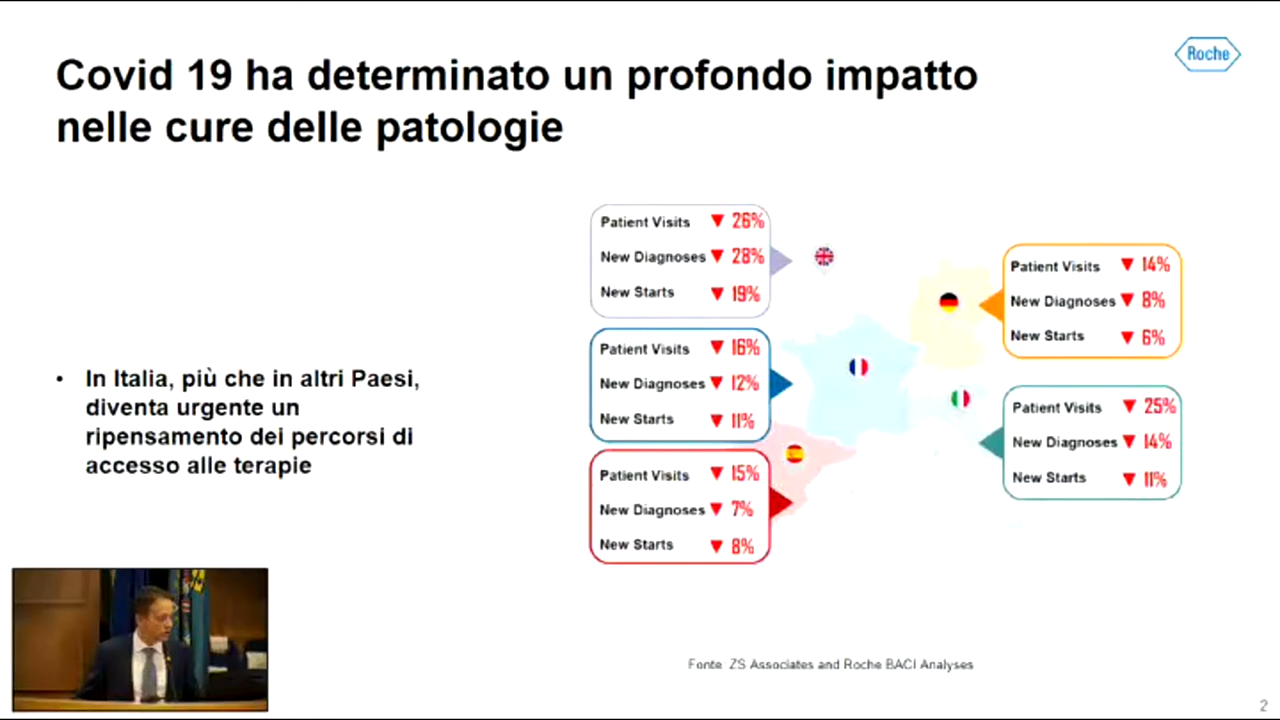 Roche
Covid 19 ha determinato un profondo impatto
nelle cure delle patologie
• In Italia, più che in altri Paesi,
diventa urgente un
ripensamento dei percorsi di
accesso alle terapie
Patient Visits ▼ 26%
New Diagnoses ▼ 28%
New Starts ▼ 19%
Patient Visits ▼ 16%
New Diagnoses ▼ 12%
New Starts ▼ 11%
Patient Visits ▼ 15%
New Diagnoses ▼ 7%
New Starts ▼ 8%
Patient Visits ▼ 14%
New Diagnoses ▼ 8%
New Starts ▼ 6%
Patient Visits ▼ 25%
New Diagnoses ▼ 14%
New Starts ▼ 11%
Fonte ZS Associates and Roche BACI Analyses
2